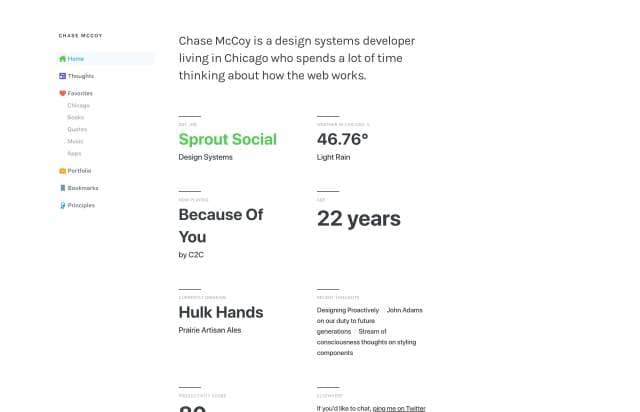 CHASE MCCOY
Home
Thoughts
Favorites
Chicago
Books
Quotes
Music
Apps
Portfolio
Bookmarks
Principles
Chase McCoy is a design systems developer
living in Chicago who spends a lot of time
thinking about how the web works.
Sprout Social
Design Systems
WEATHER IN CHICAGO, IL
46.76°
Light Rain
NOW PLAYING
Because Of
You
by C2C
AGE
22 years
CURRENTLY DRINKING
Hulk Hands
Prairie Artisan Ales
RECENT THOUGHTS
Designing Proactively John Adams
on our duty to future
generations Stream of
consciousness thoughts on styling
components
PRODUCTIVITY SCORE
ELSEWHERE
If you'd like to chat, ping me on Twitter